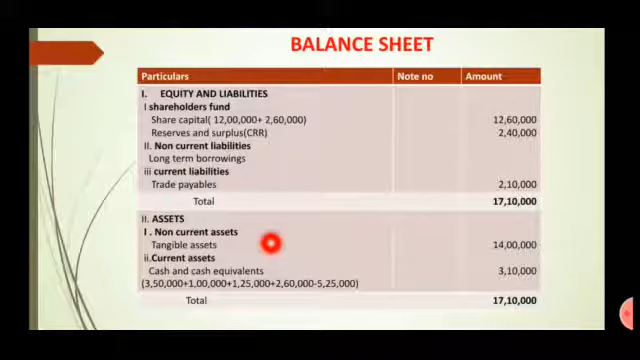 BALANCE SHEET
Particulars Note no Amount
I. EQUITY AND LIABILITIES
I shareholders fund
Share capital( 12,00,000+ 2,60,000) 12,60,000
Reserves and surplus(CRR) 2,40,000
II. Non current liabilities
Long term borrowings
iii current liabilities
Trade payables 2,10,000
Total 17,10,000
II. ASSETS
I . Non current assets
Tangible assets 14,00,000
ii.Current assets
Cash and cash equivalents 3,10,000
(3,50,000+1,00,000+1,25,000+2,60,000-5,25,000)
Total 17,10,000